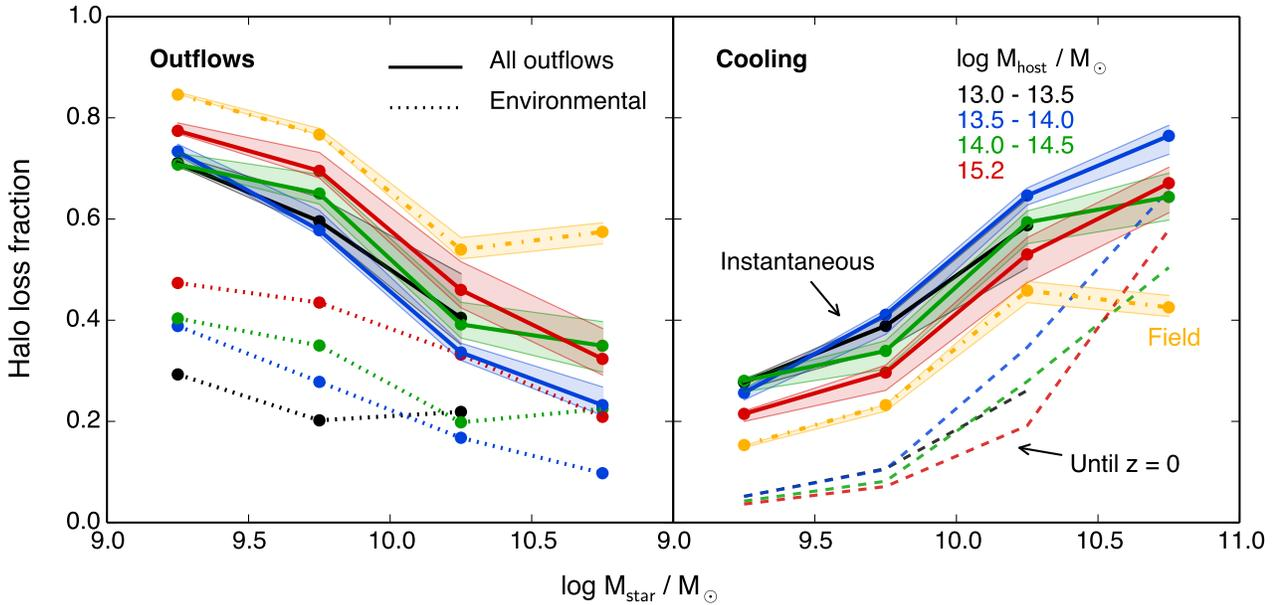 Outflows
All outflows
Environmental
Cooling
log M_host / M_☉
13.0 - 13.5
13.5 - 14.0
14.0 - 14.5
15.2
Instantaneous
Field
Until z = 0
Halo loss fraction
1.0
0.8
0.6
0.4
0.2
0.0
9.0
9.5
10.0
10.5
9.0
9.5
10.0
10.5
11.0
log M_star / M_☉